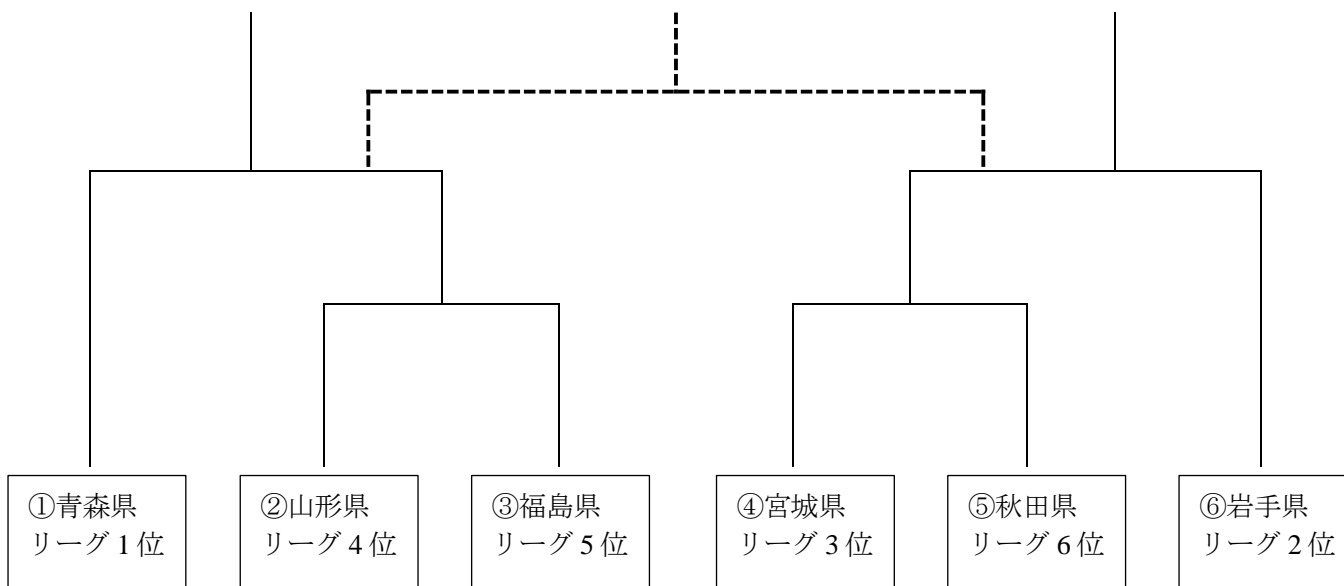 ①青森県
リーグ 1 位
②山形県
リーグ 4 位
③福島県
リーグ 5 位
④宮城県
リーグ 3 位
⑤秋田県
リーグ 6 位
⑥岩手県
リーグ 2 位